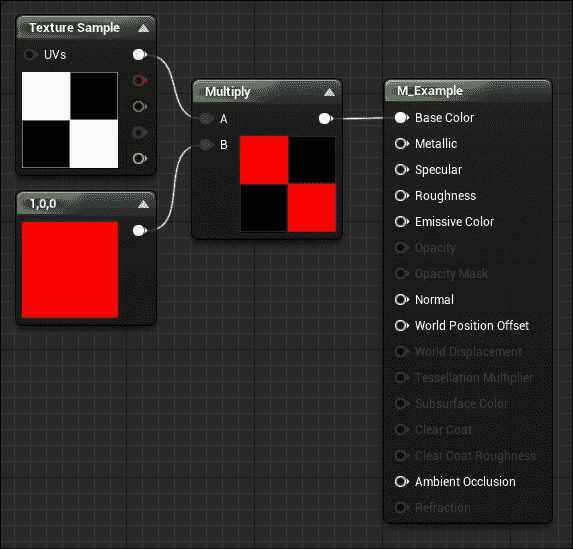 Texture Sample
UVs
1,0,0
Multiply
A
B
M_Example
Base Color
Metallic
Specular
Roughness
Emissive Color
Opacity
Opacity Mask
Normal
World Position Offset
World Displacement
Tessellation Multiplier
Subsurface Color
Clear Coat
Clear Coat Roughness
Ambient Occlusion
Refraction